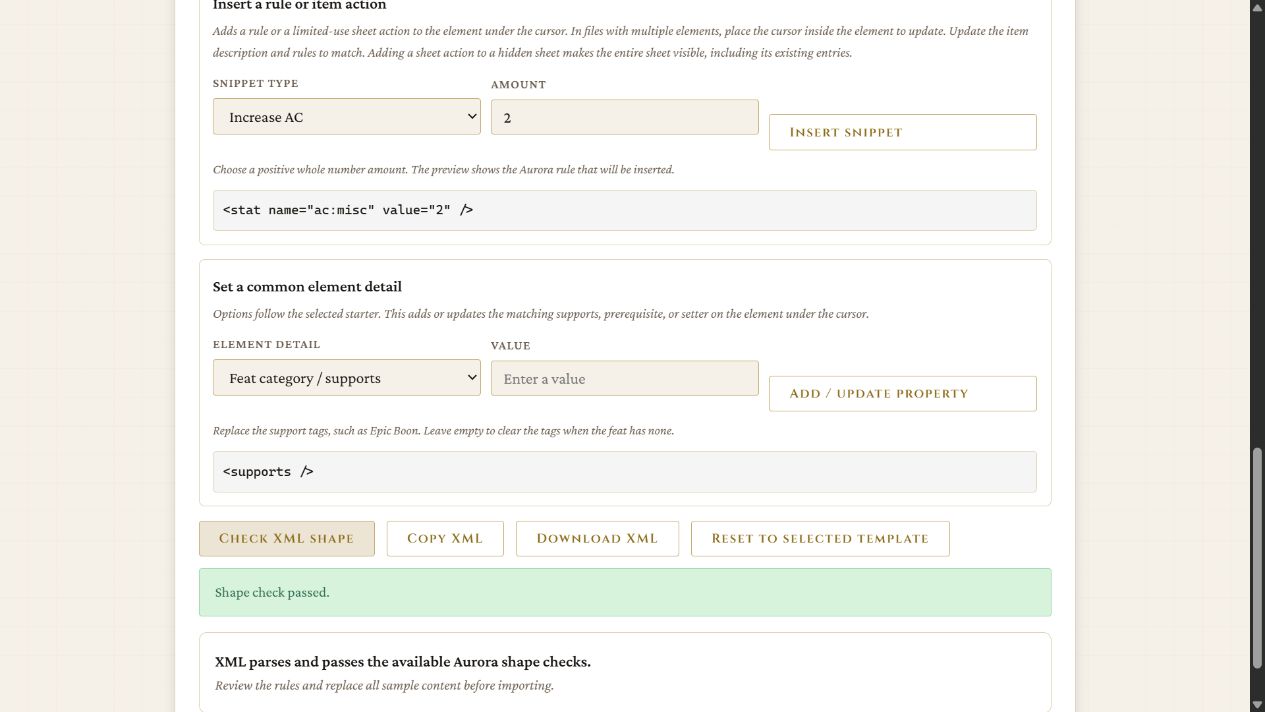 Insert a rule or item action
Adds a rule or a limited-use sheet action to the element under the cursor. In files with multiple elements, place the cursor inside the element to update. Update the item
description and rules to match. Adding a sheet action to a hidden sheet makes the entire sheet visible, including its existing entries.
SNIPPET TYPE
AMOUNT
Increase AC
2
INSERT SNIPPET
Choose a positive whole number amount. The preview shows the Aurora rule that will be inserted.
<stat name="ac:misc" value="2" />
Set a common element detail
Options follow the selected starter. This adds or updates the matching supports, prerequisite, or setter on the element under the cursor.
ELEMENT DETAIL
VALUE
Feat category / supports
Enter a value
ADD / UPDATE PROPERTY
Replace the support tags, such as Epic Boon. Leave empty to clear the tags when the feat has none.
<supports />
CHECK XML SHAPE
COPY XML
DOWNLOAD XML
RESET TO SELECTED TEMPLATE
Shape check passed.
XML parses and passes the available Aurora shape checks.
Review the rules and replace all sample content before importing.